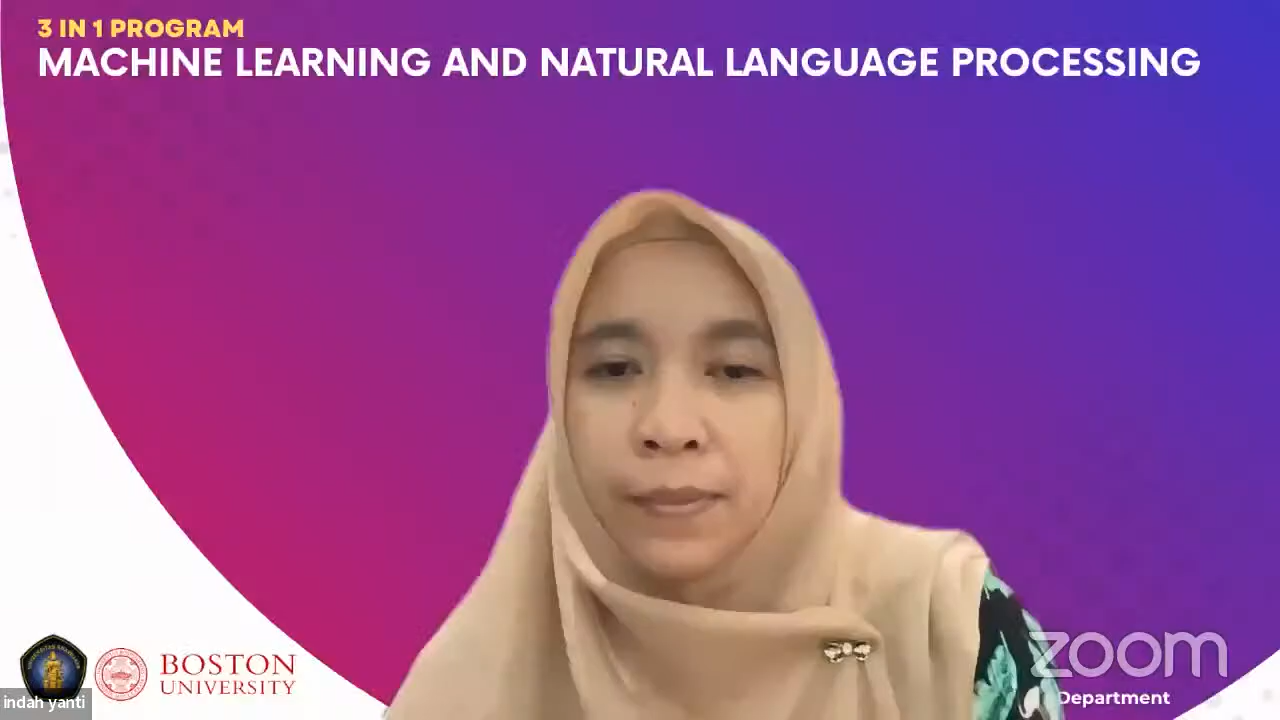 3 IN 1 PROGRAM
MACHINE LEARNING AND NATURAL LANGUAGE PROCESSING
BOSTON
UNIVERSITY
indah yanti
zoom
Department